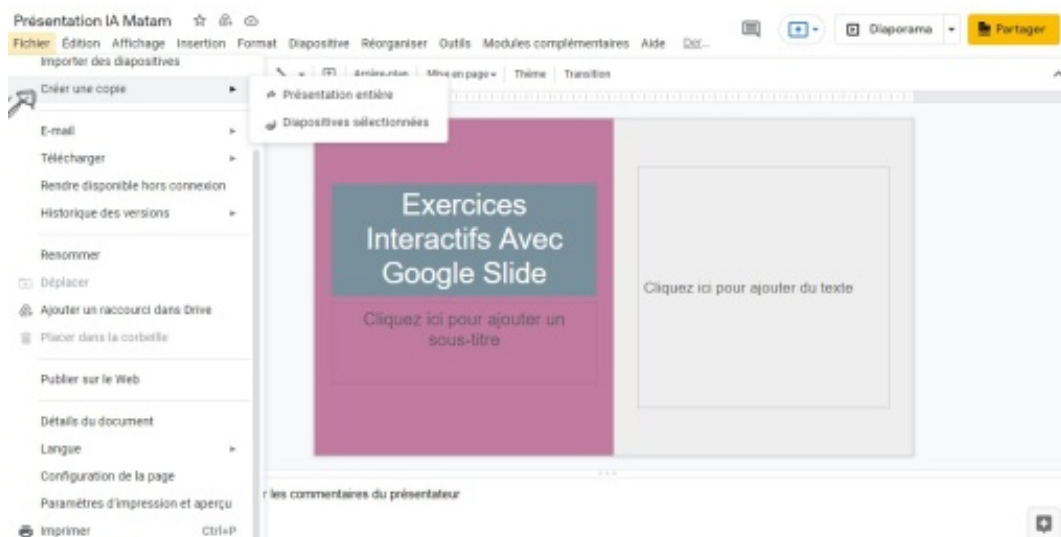 Présentation IA Matam
Fichier Édition Affichage Insertion Format Diapositive Réorganiser Outils Modules complémentaires Aide Der...
Diaporama
Partager
Importer des diapositives
Arrière-plan Mise en page Thème Transition
Créer une copie
Présentation entière
Diapositives sélectionnées
E-mail
Télécharger
Rendre disponible hors connexion
Historique des versions
Renommer
Déplacer
Ajouter un raccourci dans Drive
Placer dans la corbeille
Publier sur le Web
Détails du document
Langue
Configuration de la page
Paramètres d'impression et aperçu
Imprimer Ctrl+P
Exercices
Interactifs Avec
Google Slide
Cliquez ici pour ajouter un
sous-titre
Cliquez ici pour ajouter du texte
r les commentaires du présentateur